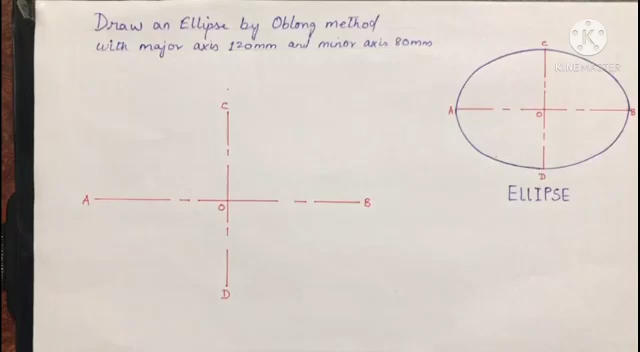 Draw an Ellipse by Oblong method
with major axis 120mm and minor axis 80mm
C
KINEMASTER
C
A
O
B
A
O
B
D
ELLIPSE
D